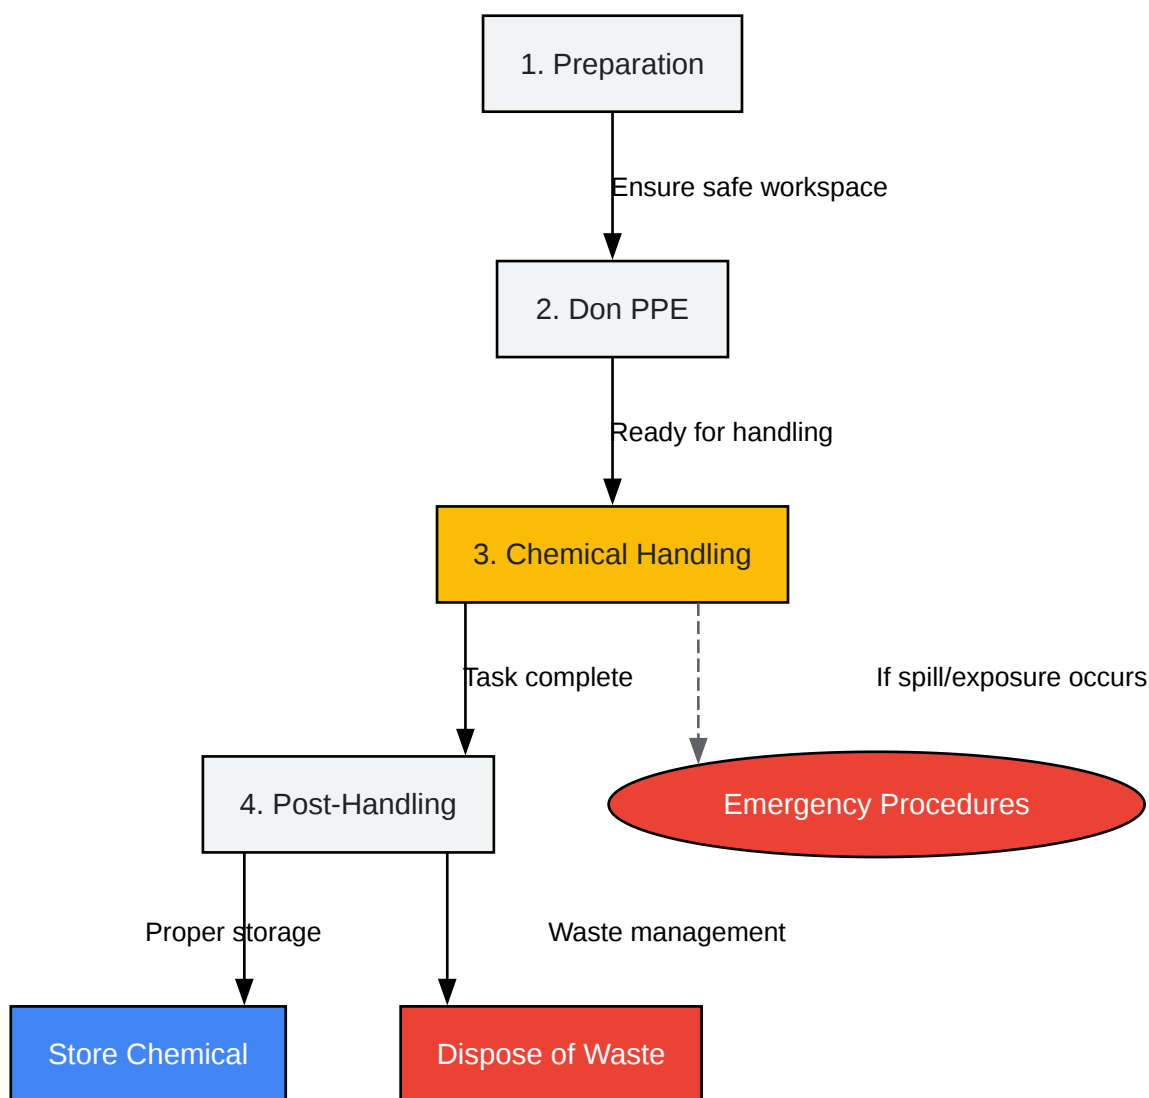 1. Preparation
Ensure safe workspace
2. Don PPE
Ready for handling
3. Chemical Handling
Task complete
If spill/exposure occurs
4. Post-Handling
Emergency Procedures
Proper storage
Waste management
Store Chemical
Dispose of Waste